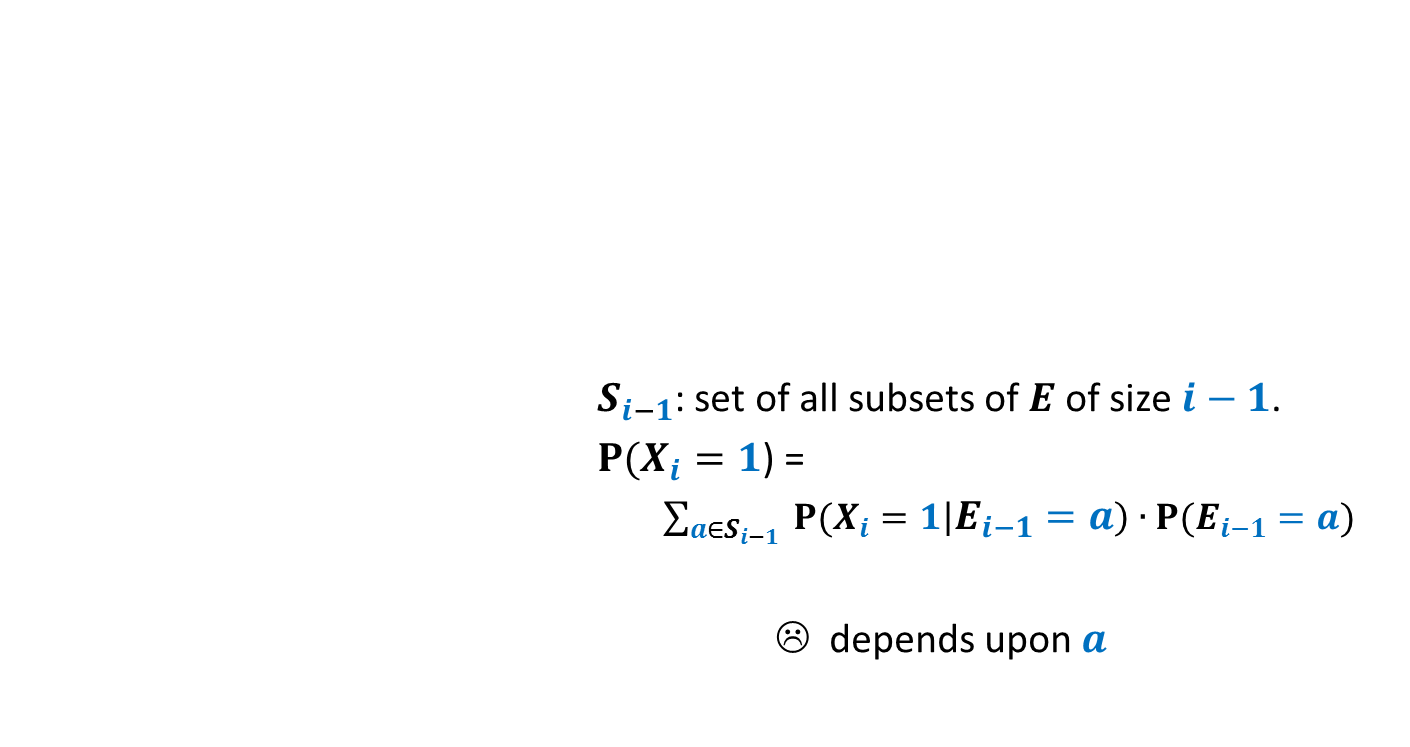 S_{i−1}: set of all subsets of E of size i − 1.
P(X_i = 1) =
∑_{a∈S_{i−1}} P(X_i = 1|E_{i−1} = a) · P(E_{i−1} = a)
☹ depends upon a